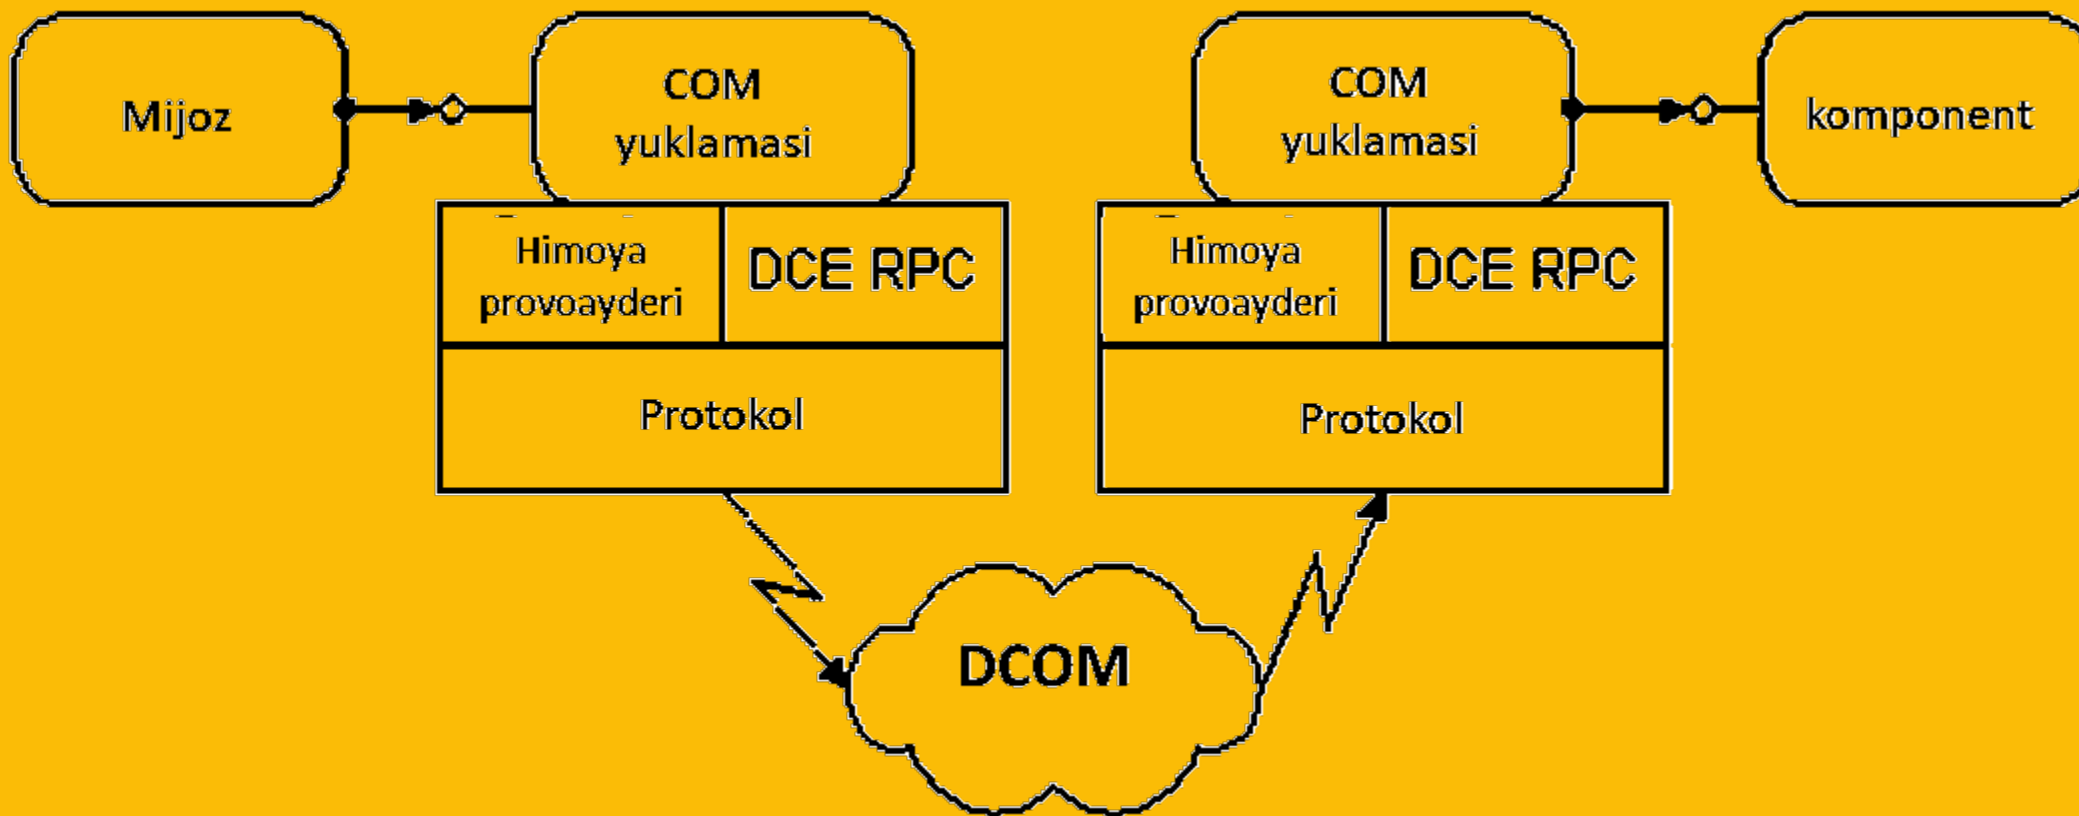 Mijoz
COM
yuklamasi
COM
yuklamasi
komponent
Himoya
provoayderi
DCE RPC
Himoya
provoayderi
DCE RPC
Protokol
Protokol
DCOM